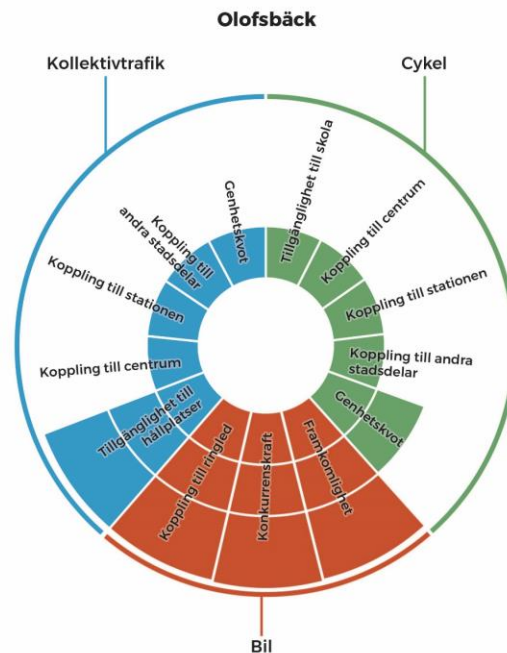 Olofsbäck
Kollektivtrafik
Cykel
Genhetskvot
Koppling till
andra stadsdelar
Koppling till stationen
Koppling till centrum
Tillgänglighet till
hållplatser
Tillgänglighet till skola
Koppling till centrum
Koppling till stationen
Koppling till andra
stadsdelar
Genhetskvot
Koppling till ringled
Konkurrenskraft
Framkomlighet
Bil